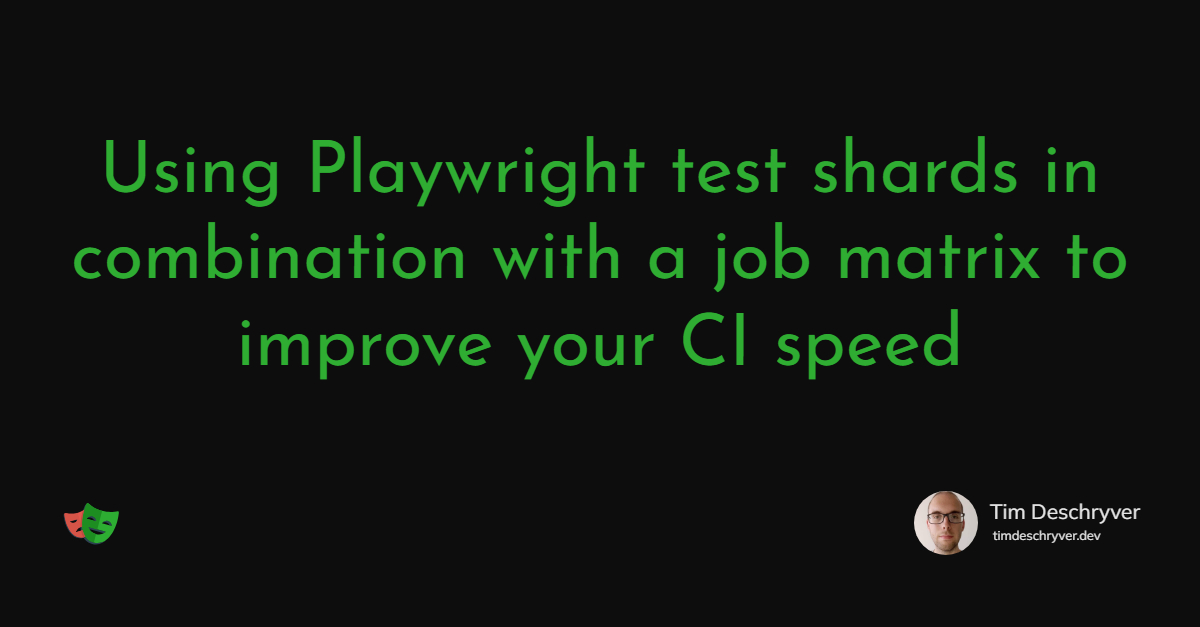 Using Playwright test shards in
combination with a job matrix to
improve your CI speed
Tim Deschryver
timdeschryver.dev